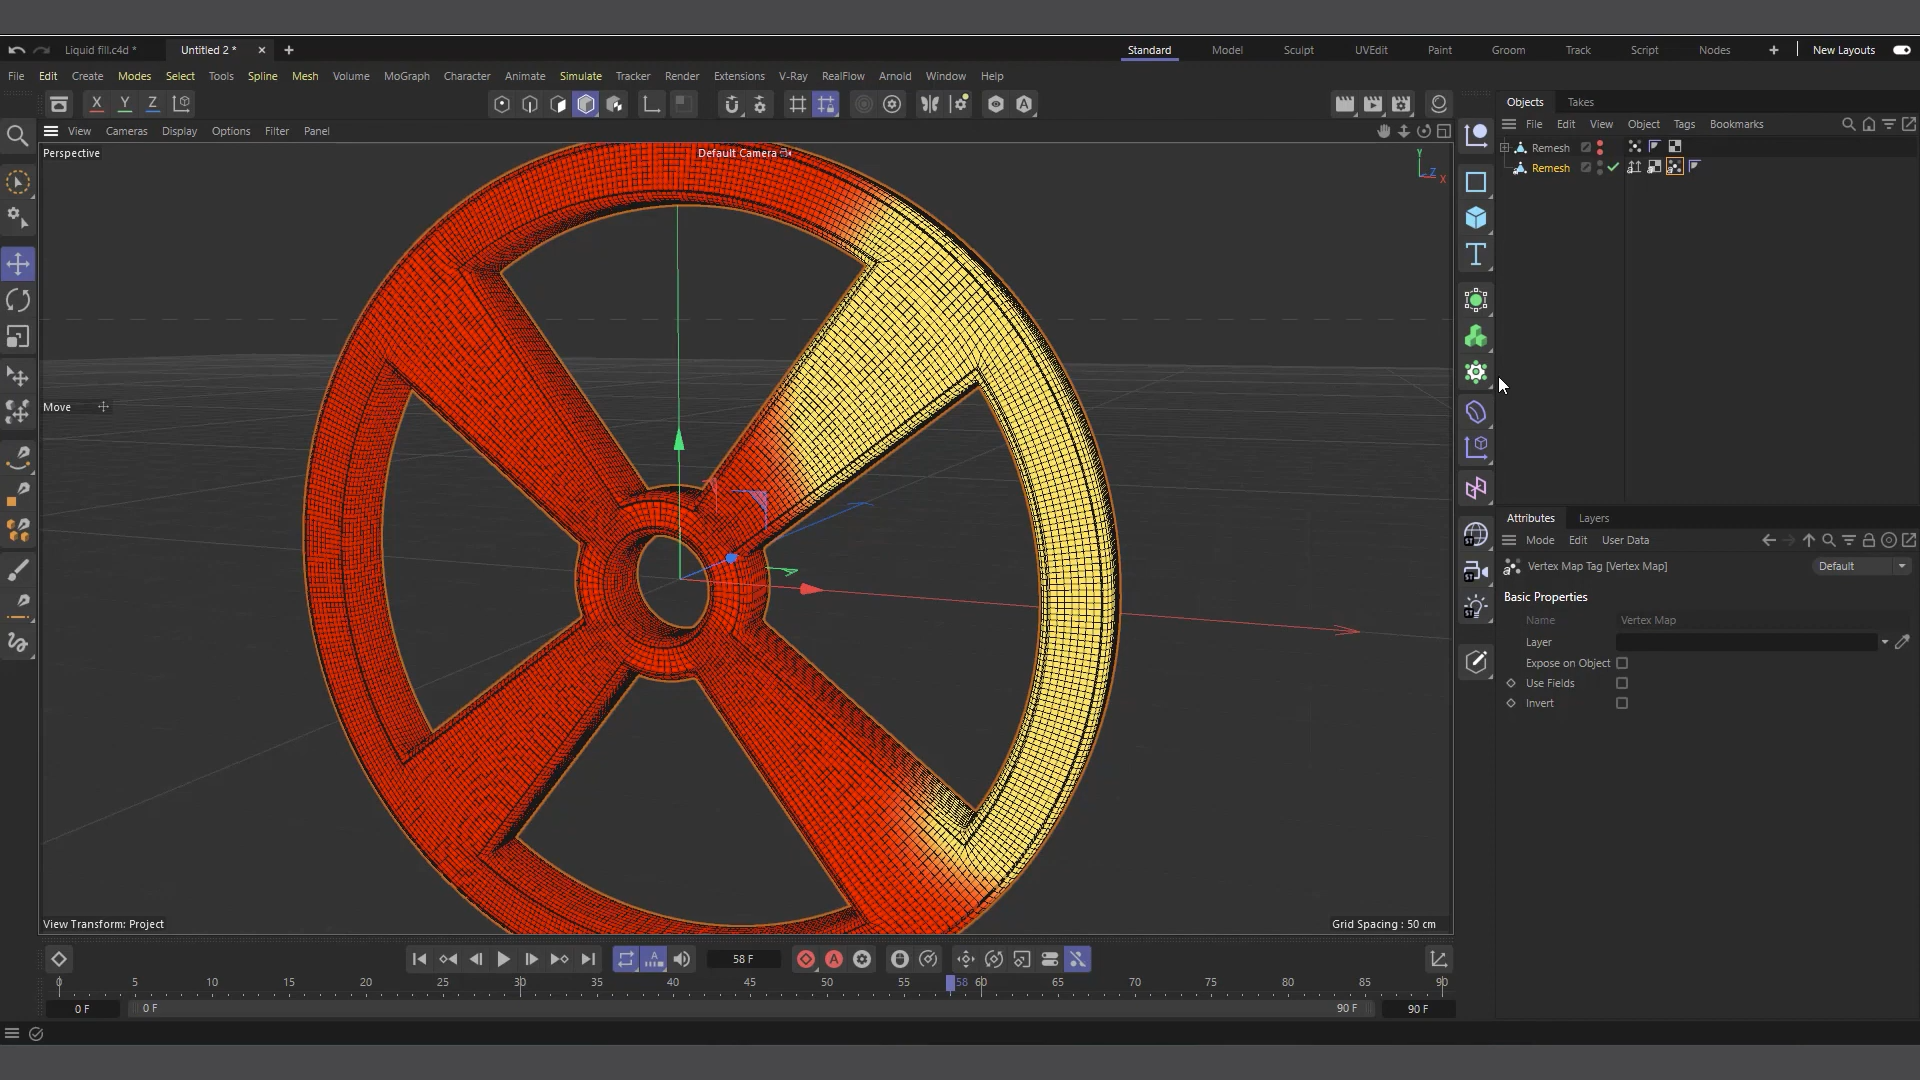 Liquid fill.c4d *
Untitled 2 *
Standard
Model
Sculpt
UVEdit
Paint
Groom
Track
Script
Nodes
New Layouts
File Edit Create Modes Select Tools Spline Mesh Volume MoGraph Character Animate Simulate Tracker Render Extensions V-Ray RealFlow Arnold Window Help
X Y Z
Objects Takes
View Cameras Display Options Filter Panel
File Edit View Object Tags Bookmarks
Perspective
Default Camera
Y
Z
X
Remesh
Remesh
Move
Attributes Layers
Mode Edit User Data
Vertex Map Tag [Vertex Map]
Default
Basic Properties
Name Vertex Map
Layer
Expose on Object
Use Fields
Invert
View Transform: Project
Grid Spacing : 50 cm
58 F
0 5 10 15 20 25 30 35 40 45 50 55 58 60 65 70 75 80 85 90
0 F
0 F
90 F
90 F